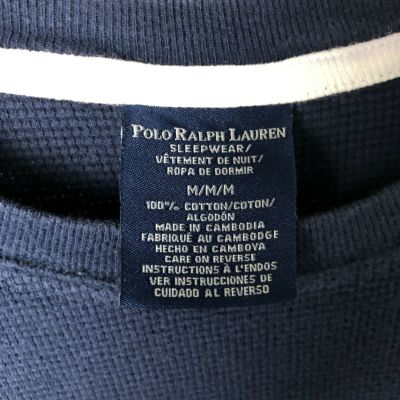 POLO RALPH LAUREN
SLEEPWEAR/
VÊTEMENT DE NUIT/
ROPA DE DORMIR
M/M/M
100% COTTON/COTON/
ALGODÓN
MADE IN CAMBODIA
FABRIQUÉ AU CAMBODGE
HECHO EN CAMBOYA
CARE ON REVERSE
INSTRUCTIONS À L'ENDOS
VER INSTRUCCIONES DE
CUIDADO AL REVERSO